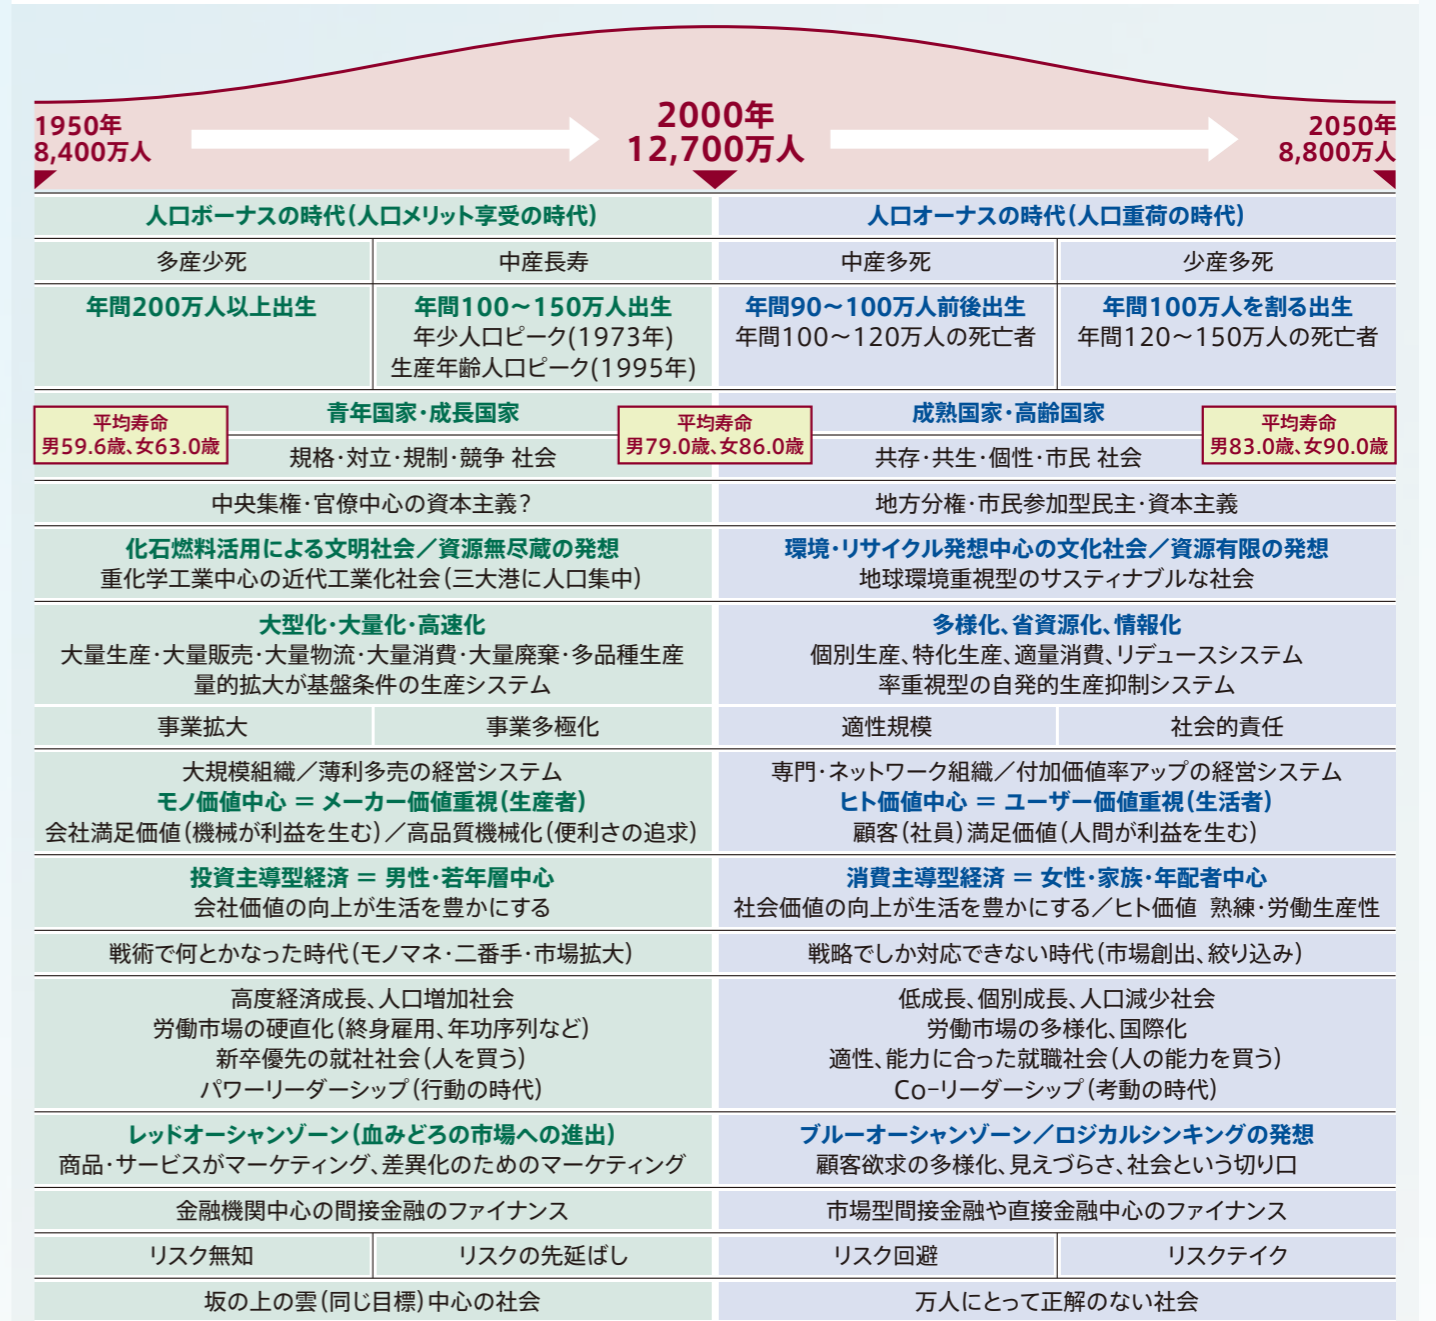 1950年
8,400万人
2000年
12,700万人
2050年
8,800万人
人口ボーナスの時代(人口メリット享受の時代)
人口オーナスの時代(人口重荷の時代)
多産少死
中産長寿
中産多死
少産多死
年間200万人以上出生
年間100～150万人出生
年少人口ピーク(1973年)
生産年齢人口ピーク(1995年)
年間90～100万人前後出生
年間100～120万人の死亡者
年間100万人を割る出生
年間120～150万人の死亡者
平均寿命
男59.6歳、女63.0歳
青年国家・成長国家
規格・対立・規制・競争 社会
平均寿命
男79.0歳、女86.0歳
成熟国家・高齢国家
共存・共生・個性・市民 社会
平均寿命
男83.0歳、女90.0歳
中央集権・官僚中心の資本主義？
地方分権・市民参加型民主・資本主義
化石燃料活用による文明社会／資源無尽蔵の発想
重化学工業中心の近代工業化社会(三大港に人口集中)
環境・リサイクル発想中心の文化社会／資源有限の発想
地球環境重視型のサスティナブルな社会
大型化・大量化・高速化
大量生産・大量販売・大量物流・大量消費・大量廃棄・多品種生産
量的拡大が基盤条件の生産システム
多様化、省資源化、情報化
個別生産、特化生産、適量消費、リデュースシステム
率重視型の自発的生産抑制システム
事業拡大
事業多極化
適性規模
社会的責任
大規模組織／薄利多売の経営システム
モノ価値中心 ＝ メーカー価値重視(生産者)
会社満足価値(機械が利益を生む)／高品質機械化(便利さの追求)
専門・ネットワーク組織／付加価値率アップの経営システム
ヒト価値中心 ＝ ユーザー価値重視(生活者)
顧客(社員)満足価値(人間が利益を生む)
投資主導型経済 ＝ 男性・若年層中心
会社価値の向上が生活を豊かにする
消費主導型経済 ＝ 女性・家族・年配者中心
社会価値の向上が生活を豊かにする／ヒト価値 熟練・労働生産性
戦術で何とかなった時代(モノマネ・二番手・市場拡大)
戦略でしか対応できない時代(市場創出、絞り込み)
高度経済成長、人口増加社会
労働市場の硬直化(終身雇用、年功序列など)
新卒優先の就社社会(人を買う)
パワーリーダーシップ(行動の時代)
低成長、個別成長、人口減少社会
労働市場の多様化、国際化
適性、能力に合った就職社会(人の能力を買う)
Co-リーダーシップ(考動の時代)
レッドオーシャンゾーン(血みどろの市場への進出)
商品・サービスがマーケティング、差異化のためのマーケティング
ブルーオーシャンゾーン／ロジカルシンキングの発想
顧客欲求の多様化、見えづらさ、社会という切り口
金融機関中心の間接金融のファイナンス
市場型間接金融や直接金融中心のファイナンス
リスク無知
リスクの先延ばし
リスク回避
リスクテイク
坂の上の雲(同じ目標)中心の社会
万人にとって正解のない社会